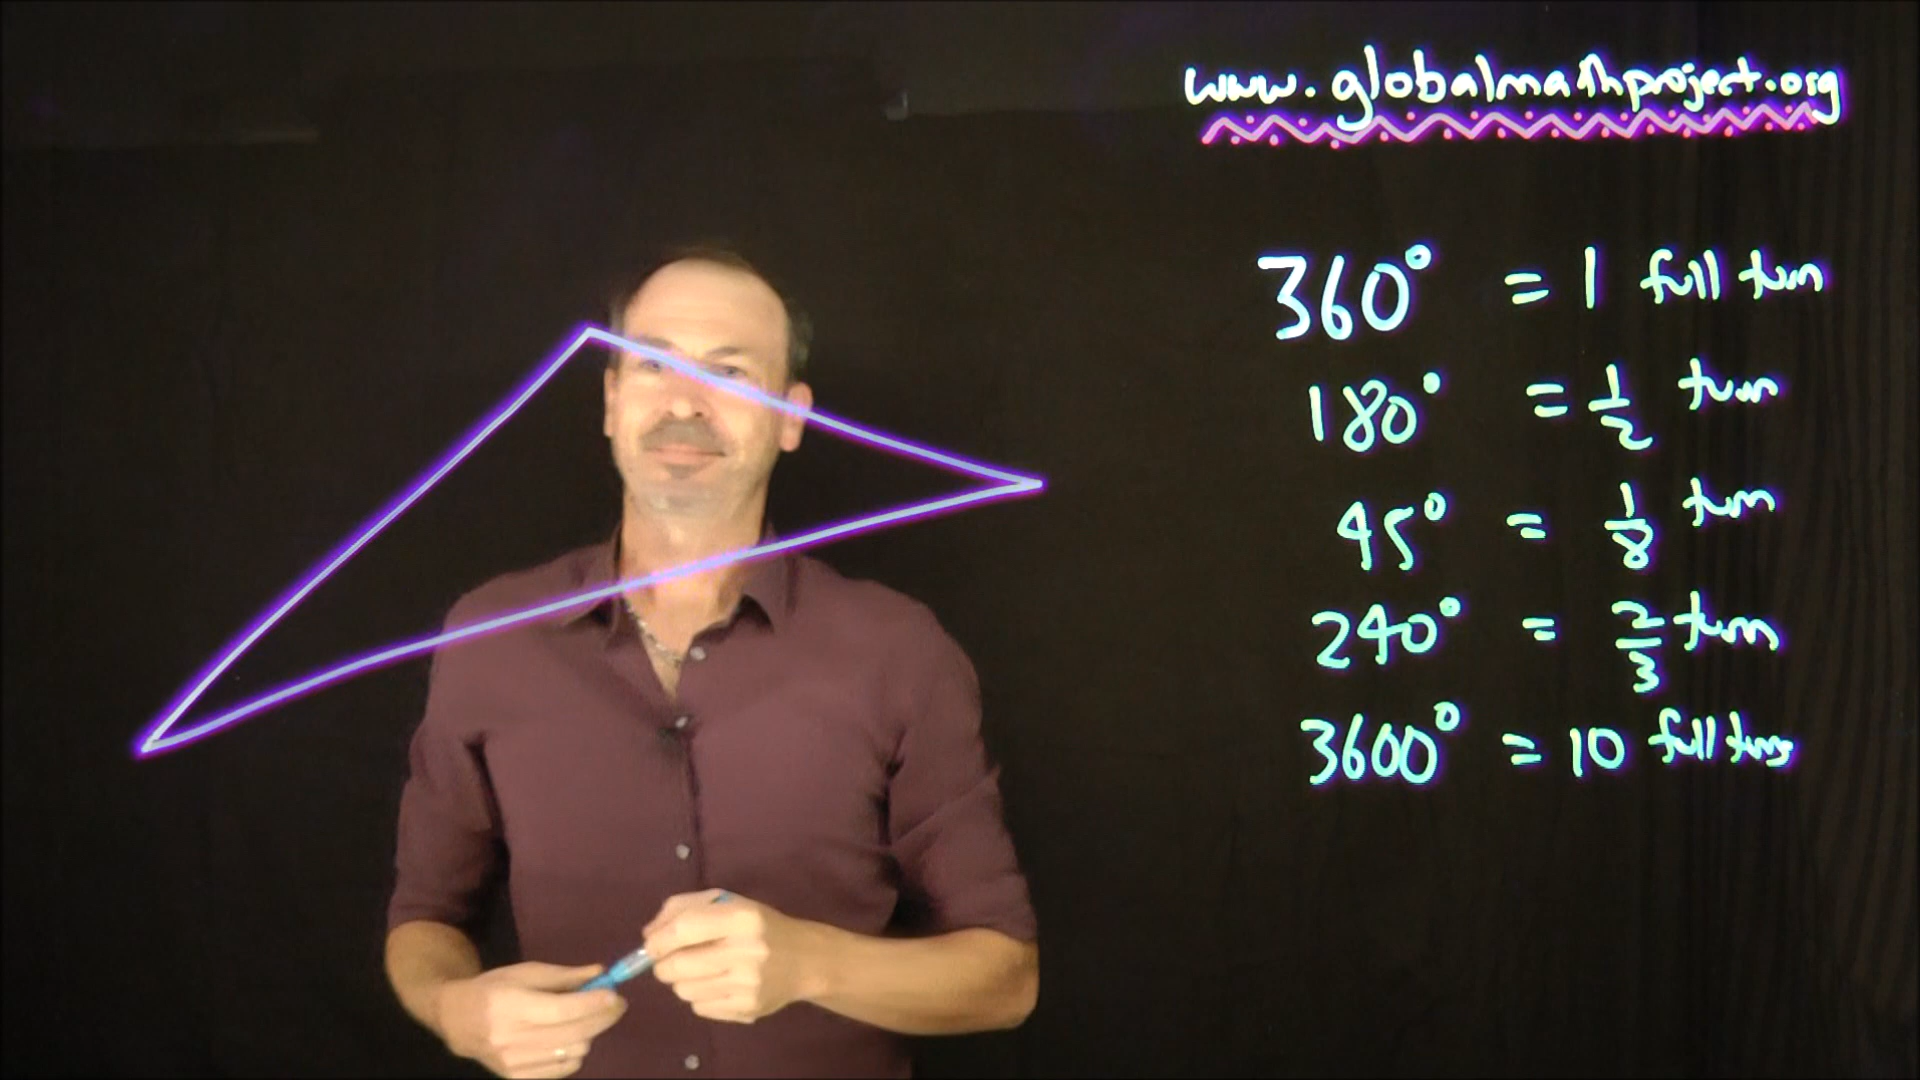 www.globalmathproject.org
360° = 1 full turn
180° = 1/2 turn
45° = 1/8 turn
240° = 2/3 turn
3600° = 10 full turns